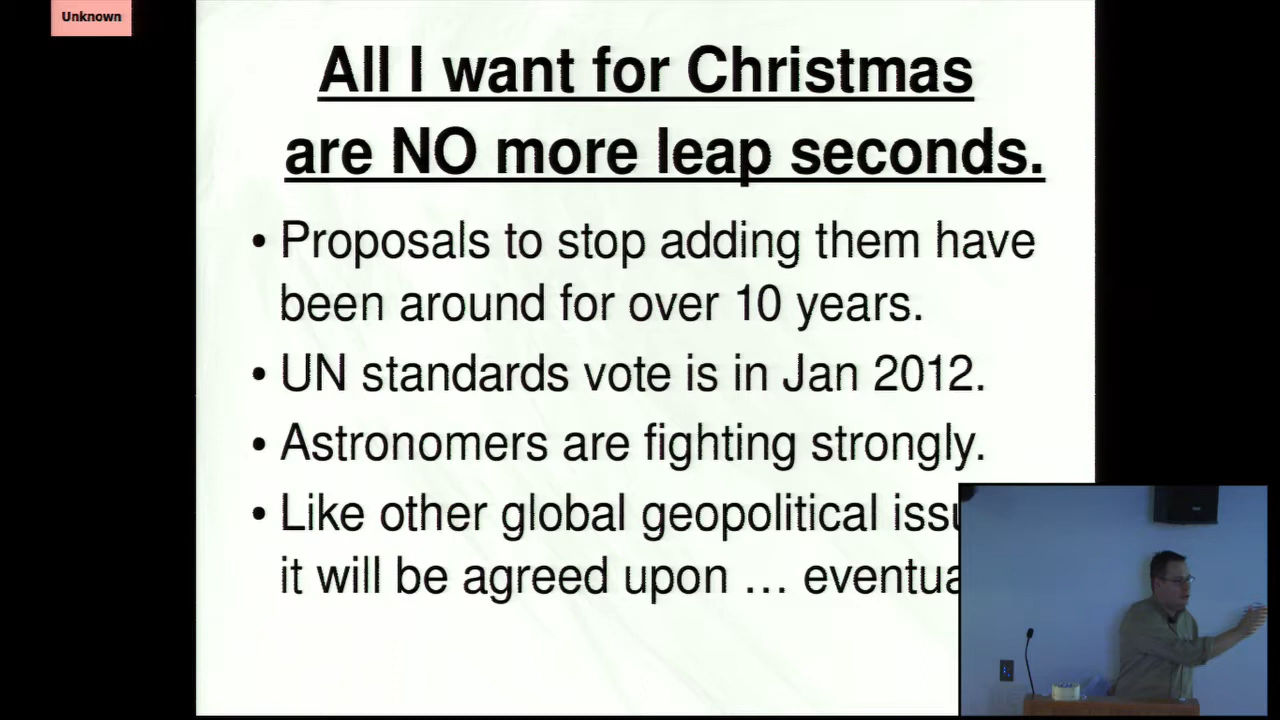 Unknown
All I want for Christmas
are NO more leap seconds.
• Proposals to stop adding them have
been around for over 10 years.
• UN standards vote is in Jan 2012.
• Astronomers are fighting strongly.
• Like other global geopolitical
it will be agreed upon …